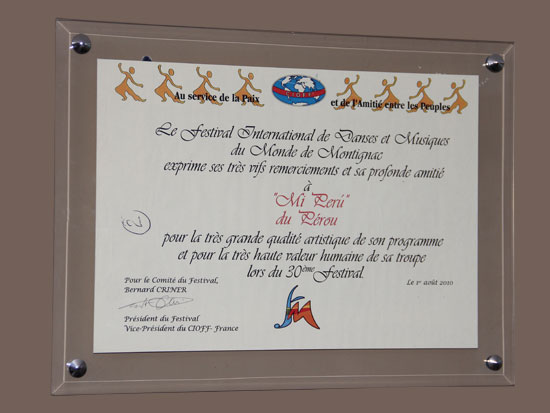 Au service de la Paix et de l'Amitié entre les Peuples
CIOFF
Le Festival International de Danses et Musiques
du Monde de Montignac
exprime ses très vifs remerciements et sa profonde amitié
à
"Mi Perú"
du Pérou
pour la très grande qualité artistique de son programme
et pour la très haute valeur humaine de sa troupe
lors du 30ème Festival
Pour le Comité du Festival,
Bernard CRINER
Le 1er août 2010
Président du Festival
Vice-Président du CIOFF- France